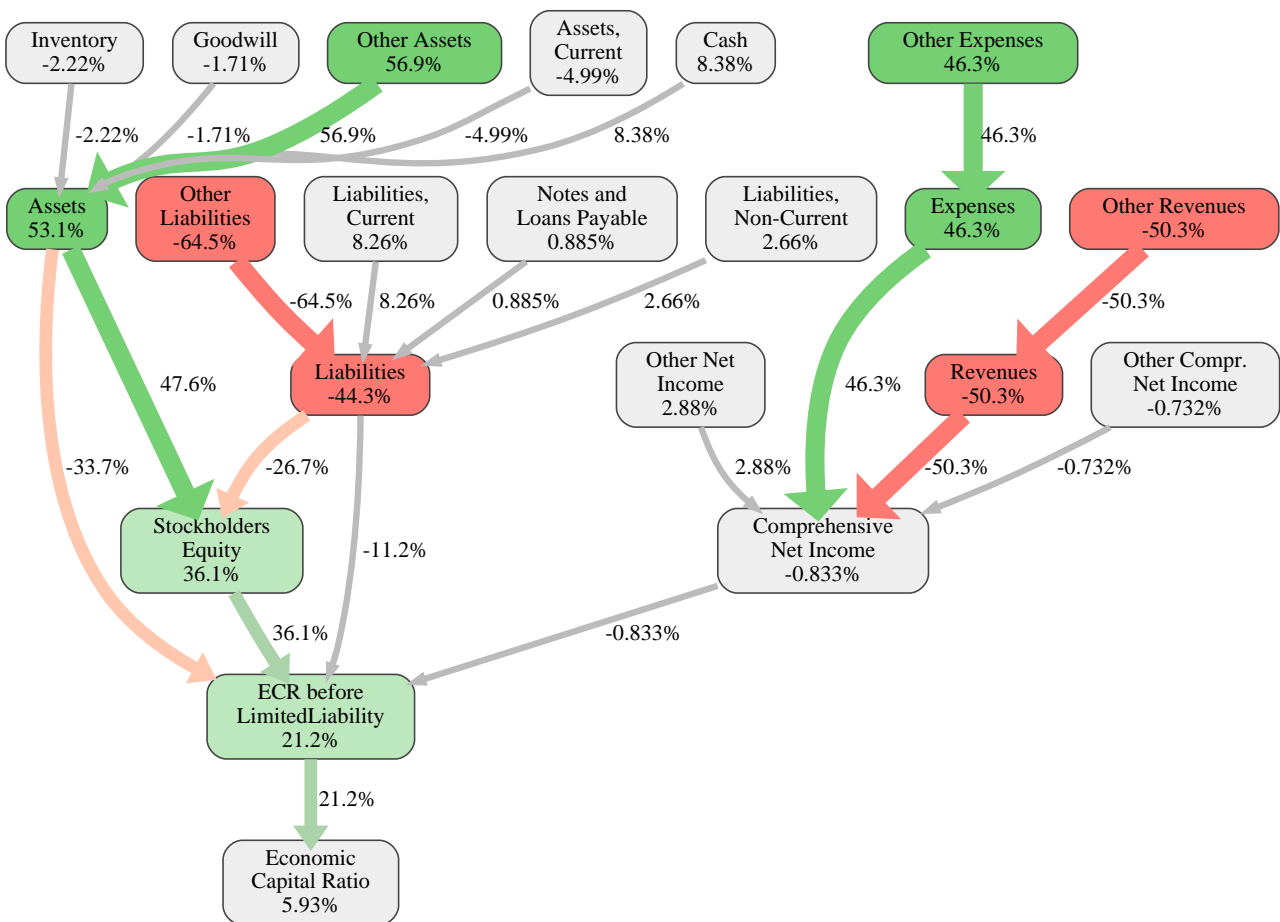 Inventory
-2.22%
Goodwill
-1.71%
Other Assets
56.9%
Assets,
Current
-4.99%
Cash
8.38%
Other Expenses
46.3%
-2.22%
-1.71%
56.9%
-4.99%
8.38%
46.3%
Assets
53.1%
Other
Liabilities
-64.5%
Liabilities,
Current
8.26%
Notes and
Loans Payable
0.885%
Liabilities,
Non-Current
2.66%
Expenses
46.3%
Other Revenues
-50.3%
-64.5%
8.26%
0.885%
2.66%
-50.3%
47.6%
Liabilities
-44.3%
Other Net
Income
2.88%
46.3%
Revenues
-50.3%
Other Compr.
Net Income
-0.732%
-33.7%
-26.7%
2.88%
-50.3%
-0.732%
Stockholders
Equity
36.1%
-11.2%
Comprehensive
Net Income
-0.833%
36.1%
-0.833%
ECR before
LimitedLiability
21.2%
21.2%
Economic
Capital Ratio
5.93%